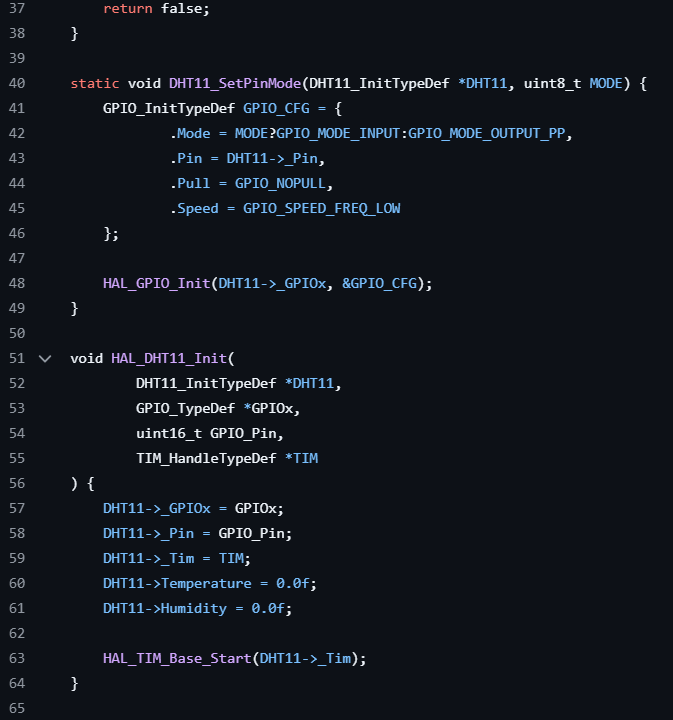 37 return false;
38 }
39
40 static void DHT11_SetPinMode(DHT11_InitTypeDef *DHT11, uint8_t MODE) {
41 GPIO_InitTypeDef GPIO_CFG = {
42 .Mode = MODE?GPIO_MODE_INPUT:GPIO_MODE_OUTPUT_PP,
43 .Pin = DHT11->_Pin,
44 .Pull = GPIO_NOPULL,
45 .Speed = GPIO_SPEED_FREQ_LOW
46 };
47
48 HAL_GPIO_Init(DHT11->_GPIOx, &GPIO_CFG);
49 }
50
51 void HAL_DHT11_Init(
52 DHT11_InitTypeDef *DHT11,
53 GPIO_TypeDef *GPIOx,
54 uint16_t GPIO_Pin,
55 TIM_HandleTypeDef *TIM
56 ) {
57 DHT11->_GPIOx = GPIOx;
58 DHT11->_Pin = GPIO_Pin;
59 DHT11->_Tim = TIM;
60 DHT11->Temperature = 0.0f;
61 DHT11->Humidity = 0.0f;
62
63 HAL_TIM_Base_Start(DHT11->_Tim);
64 }
65